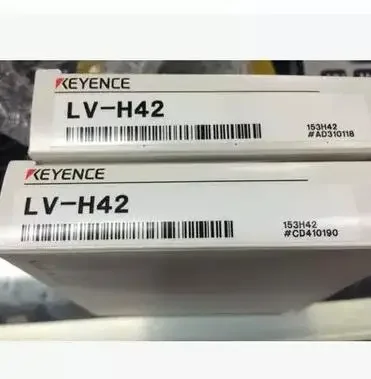 KEYENCE
LV-H42
153H42
#AD310118
KEYENCE
LV-H42
153H42
#CD410190